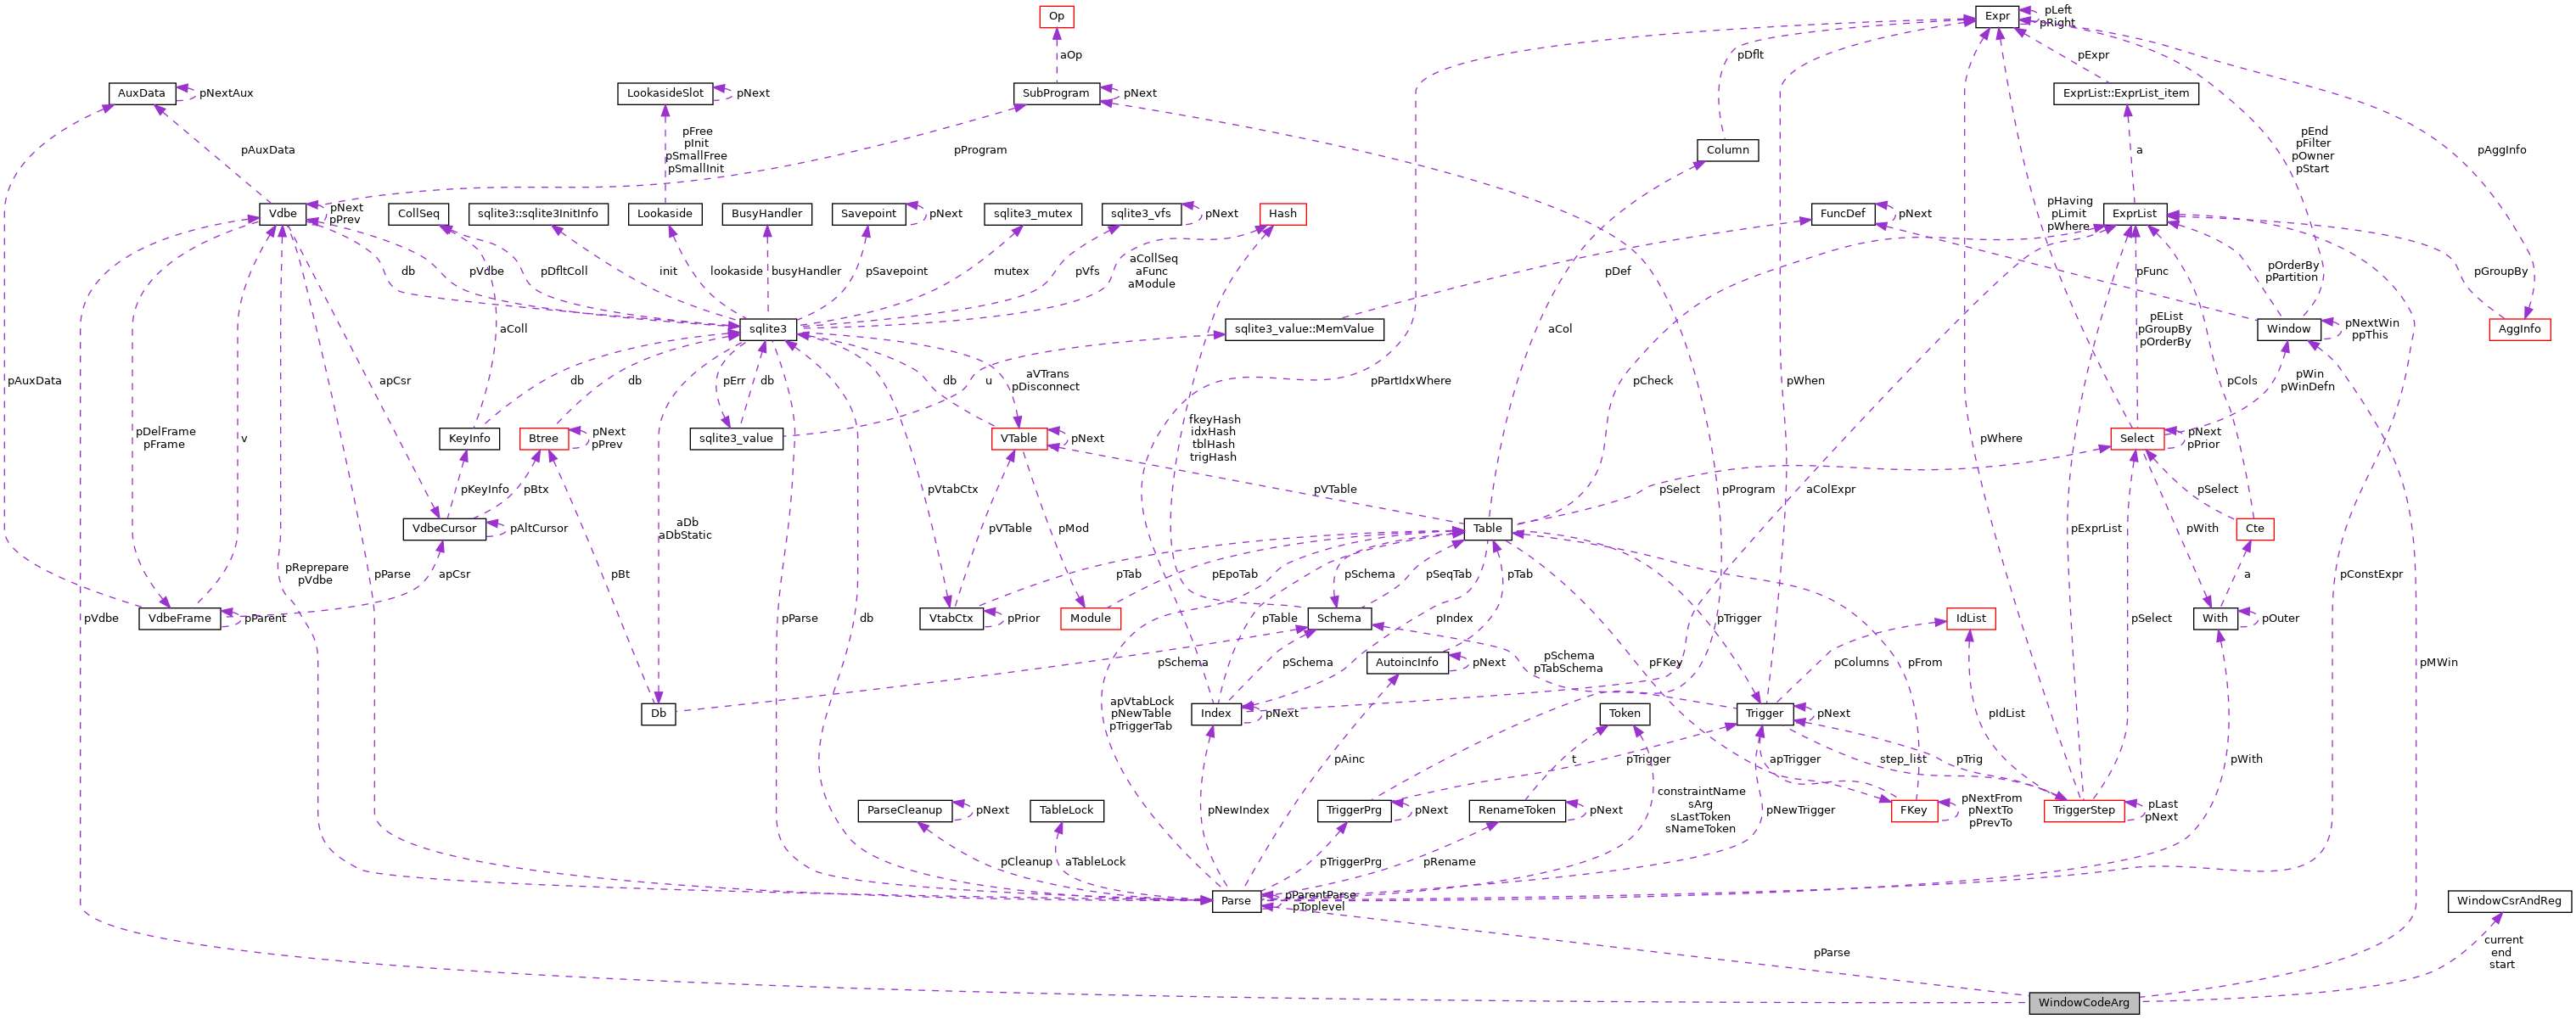 Op
Expr
pLeft
pRight
aOp
pDflt
pExpr
AuxData
pNextAux
LookasideSlot
pNext
SubProgram
pNext
ExprList::ExprList_item
pFree
pInit
pSmallFree
pSmallInit
pAuxData
pProgram
Column
pEnd
pFilter
pOwner
pStart
a
pAggInfo
Vdbe
pNext
pPrev
CollSeq
sqlite3::sqlite3InitInfo
Lookaside
BusyHandler
Savepoint
pNext
sqlite3_mutex
sqlite3_vfs
pNext
Hash
FuncDef
pNext
pHaving
pLimit
pWhere
ExprList
db
pVdbe
pDfltColl
init
lookaside
busyHandler
pSavepoint
mutex
pVfs
aCollSeq
aFunc
aModule
pDef
pFunc
pOrderBy
pPartition
pGroupBy
aColl
sqlite3
sqlite3_value::MemValue
aCol
pEList
pGroupBy
pOrderBy
Window
pNextWin
ppThis
AggInfo
pAuxData
apCsr
db
db
pErr
db
db
u
aVTrans
pDisconnect
pPartIdxWhere
pCheck
pWhen
pCols
pWin
pWinDefn
pDelFrame
pFrame
v
KeyInfo
Btree
pNext
pPrev
sqlite3_value
VTable
pNext
fkeyHash
idxHash
tblHash
trigHash
pWhere
Select
pNext
pPrior
pKeyInfo
pBtx
pVtabCtx
pVTable
pSelect
pProgram
aColExpr
pSelect
VdbeCursor
pAltCursor
aDb
aDbStatic
pVTable
pMod
Table
pExprList
pWith
Cte
pReprepare
pVdbe
pParse
apCsr
pBt
pTab
pEpoTab
pSchema
pSeqTab
pTab
a
pConstExpr
pVdbe
VdbeFrame
pParent
pParse
db
VtabCtx
pPrior
Module
pTable
Schema
pIndex
pTrigger
IdList
pSelect
With
pOuter
pSchema
pSchema
AutoincInfo
pNext
pSchema
pTabSchema
pFKey
pColumns
pFrom
pMWin
Db
apVtabLock
pNewTable
pTriggerTab
Index
pNext
Token
Trigger
pNext
pIdList
pAinc
t
pTrigger
apTrigger
step_list
pTrig
pWith
ParseCleanup
pNext
TableLock
pNewIndex
TriggerPrg
pNext
RenameToken
pNext
constraintName
sArg
sLastToken
sNameToken
pNewTrigger
FKey
pNextFrom
pNextTo
pPrevTo
TriggerStep
pLast
pNext
pCleanup
aTableLock
pTriggerPrg
pRename
Parse
pParentParse
pToplevel
WindowCsrAndReg
pParse
current
end
start
WindowCodeArg